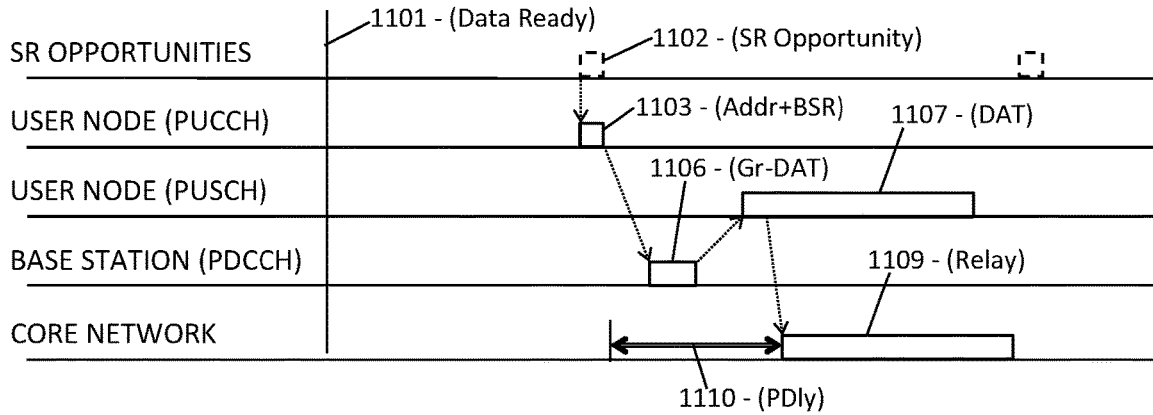 1101 - (Data Ready)
SR OPPORTUNITIES
1102 - (SR Opportunity)
USER NODE (PUCCH)
1103 - (Addr+BSR)
1107 - (DAT)
USER NODE (PUSCH)
1106 - (Gr-DAT)
BASE STATION (PDCCH)
1109 - (Relay)
CORE NETWORK
1110 - (PDly)